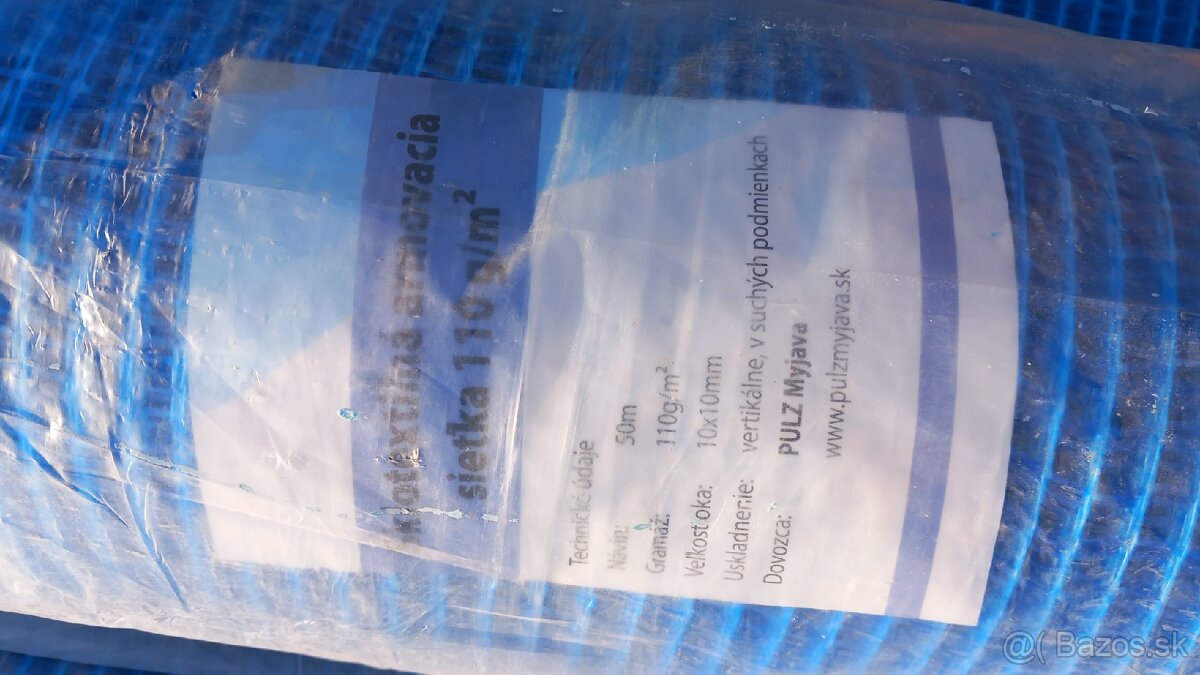 armovacia
sietka 110 g/m²
Technické údaje
Návin: 50m
Gramáž: 110g/m²
Veľkosť oka: 10x10mm
Uskladnenie: vertikálne, v suchých podmienkach
Dovozca: PULZ Myjava
www.pulzmyjava.sk
@( Bazos.sk